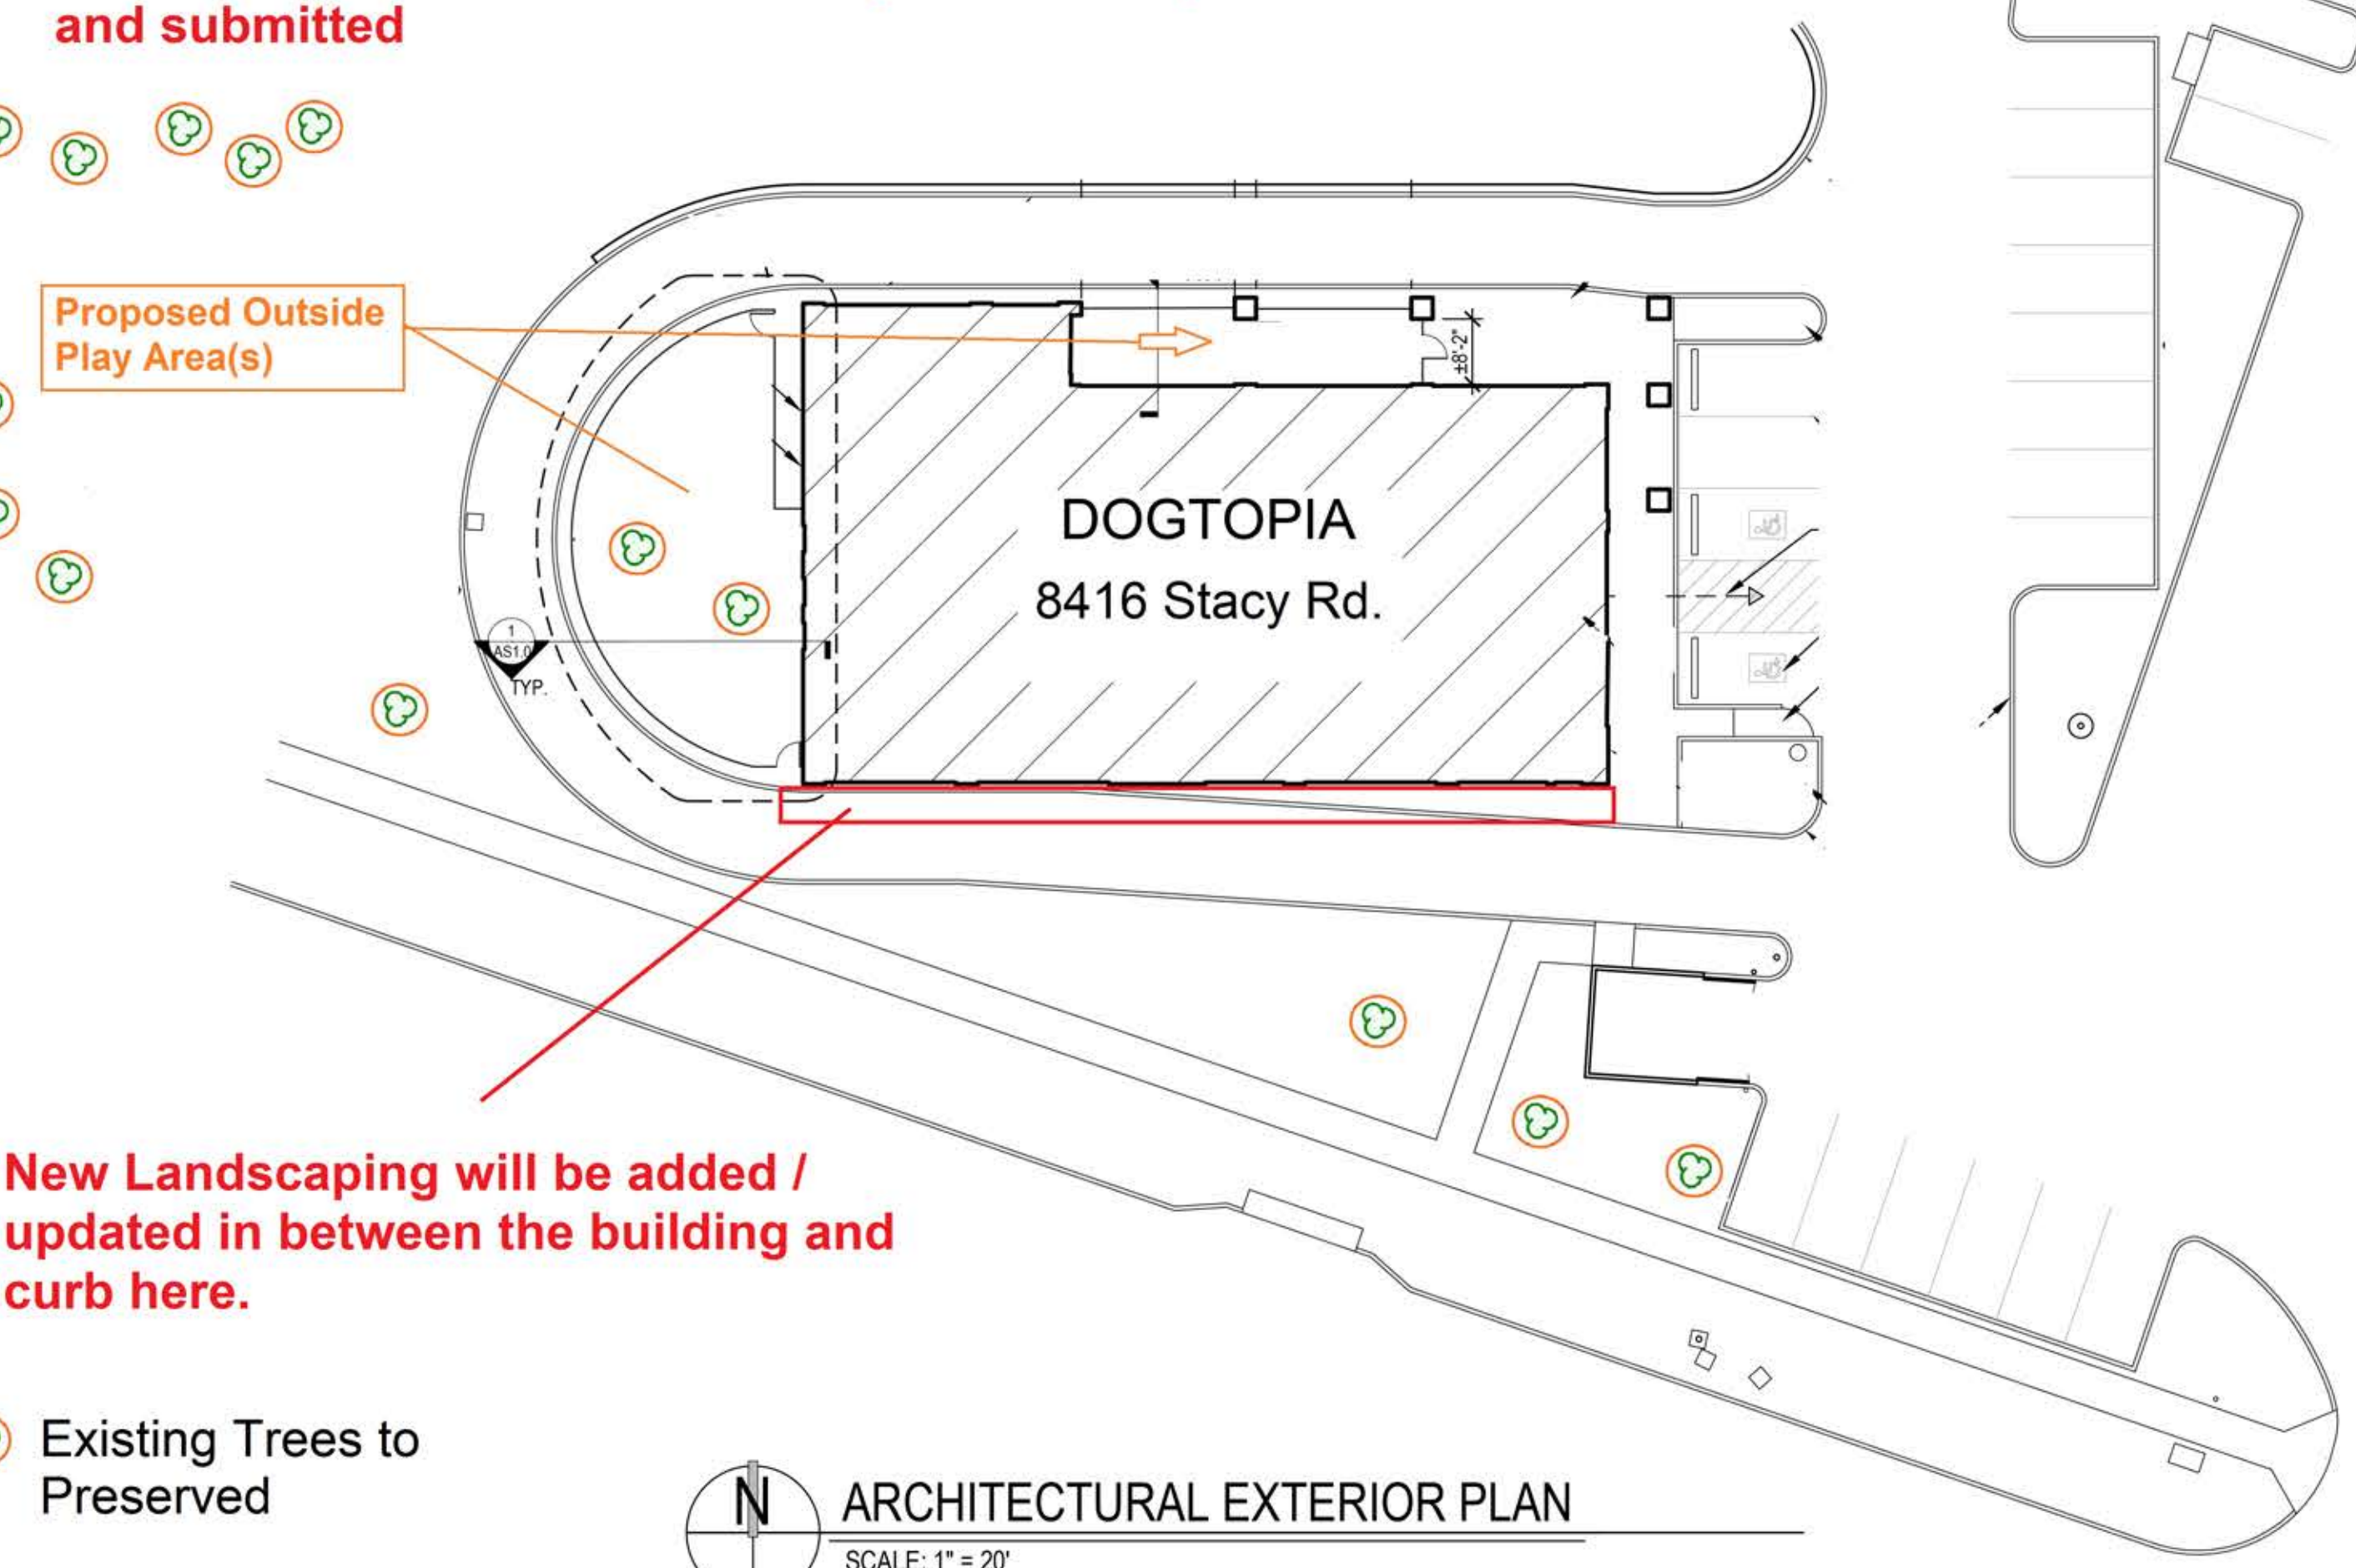 and submitted
Proposed Outside
Play Area(s)
±8'-2"
DOGTOPIA
8416 Stacy Rd.
1
AS1.0
TYP.
New Landscaping will be added /
updated in between the building and
curb here.
Existing Trees to
Preserved
N
ARCHITECTURAL EXTERIOR PLAN
SCALE: 1" = 20'